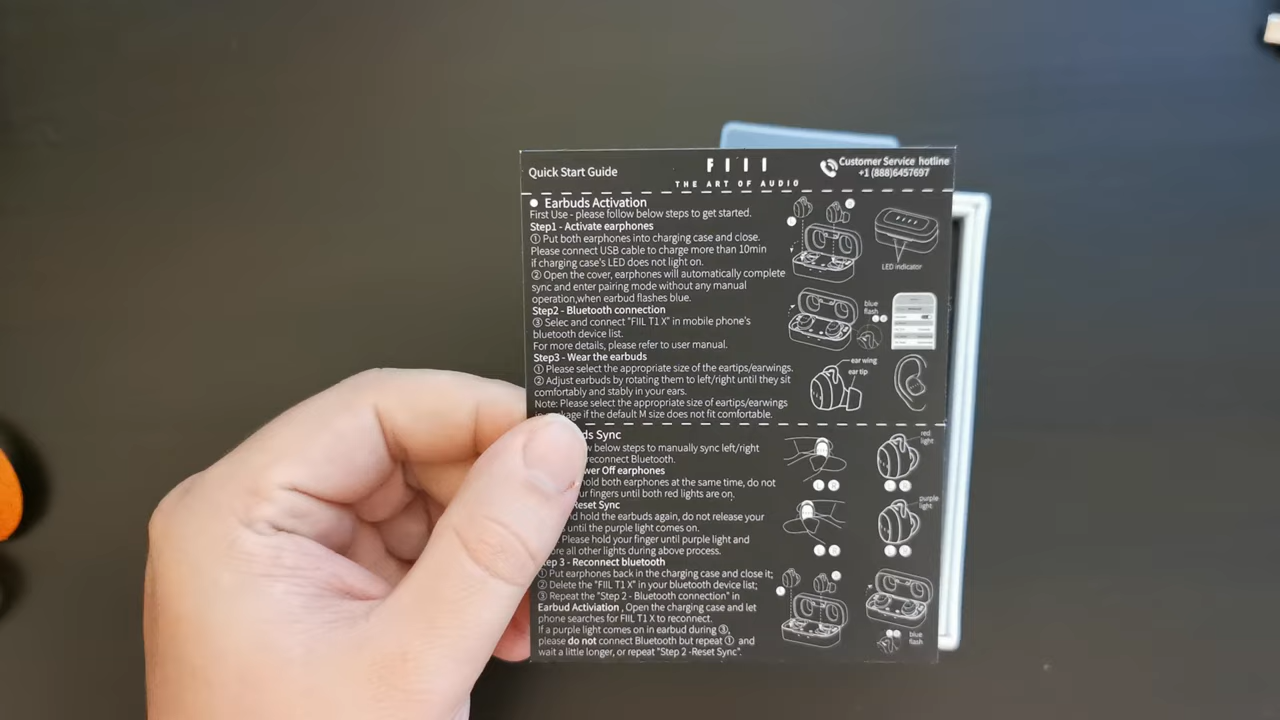 Quick Start Guide
FIIL
THE ART OF AUDIO
Customer Service hotline
+1 (888)6457697
Earbuds Activation
First Use - please follow below steps to get started.
Step1 - Activate earphones
① Put both earphones into charging case and close.
Please connect USB cable to charge more than 10min
if charging case's LED does not light on.
② Open the cover, earphones will automatically complete
sync and enter pairing mode without any manual
operation,when earbud flashes blue.
Step2 - Bluetooth connection
③ Selec and connect "FIIL T1 X" in mobile phone's
bluetooth device list.
For more details, please refer to user manual.
Step3 - Wear the earbuds
① Please select the appropriate size of the eartips/earwings.
② Adjust earbuds by rotating them to left/right until they sit
comfortably and stably in your ears.
Note: Please select the appropriate size of eartips/earwings
if the default M size does not fit comfortable.
L
R
LED indicator
blue
flash
ear wing
ear tip
Sync
below steps to manually sync left/right
reconnect Bluetooth.
Off earphones
hold both earphones at the same time, do not
fingers until both red lights are on.
Reset Sync
hold the earbuds again, do not release your
until the purple light comes on.
Please hold your finger until purple light and
all other lights during above process.
3 - Reconnect bluetooth
① Put earphones back in the charging case and close it;
② Delete the "FIIL T1 X" in your bluetooth device list;
③ Repeat the "Step 2 - Bluetooth connection" in
Earbud Activiation , Open the charging case and let
phone searches for FIIL T1 X to reconnect.
If a purple light comes on in earbud during ③,
please do not connect Bluetooth but repeat ① and
wait a little longer, or repeat "Step 2 -Reset Sync".
red
light
L R
L R
purple
light
L R
L R
blue
flash